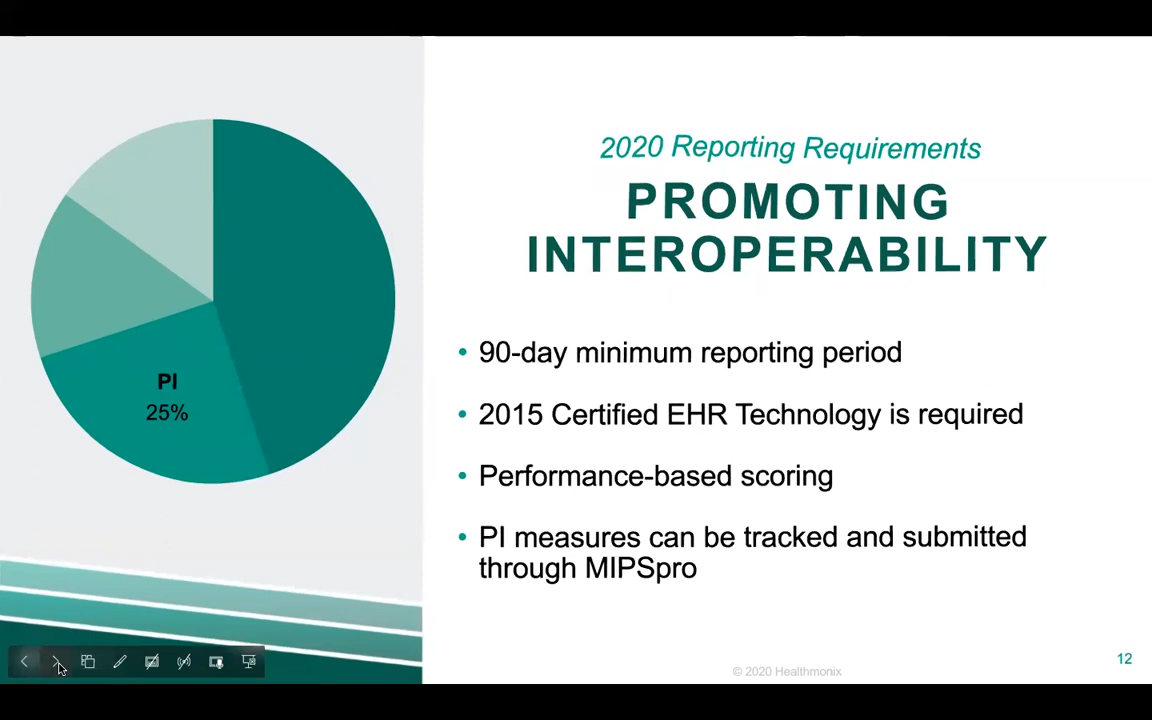 2020 Reporting Requirements
PROMOTING
INTEROPERABILITY
PI
25%
• 90-day minimum reporting period
• 2015 Certified EHR Technology is required
• Performance-based scoring
• PI measures can be tracked and submitted
through MIPSpro
© 2020 Healthmonix
12